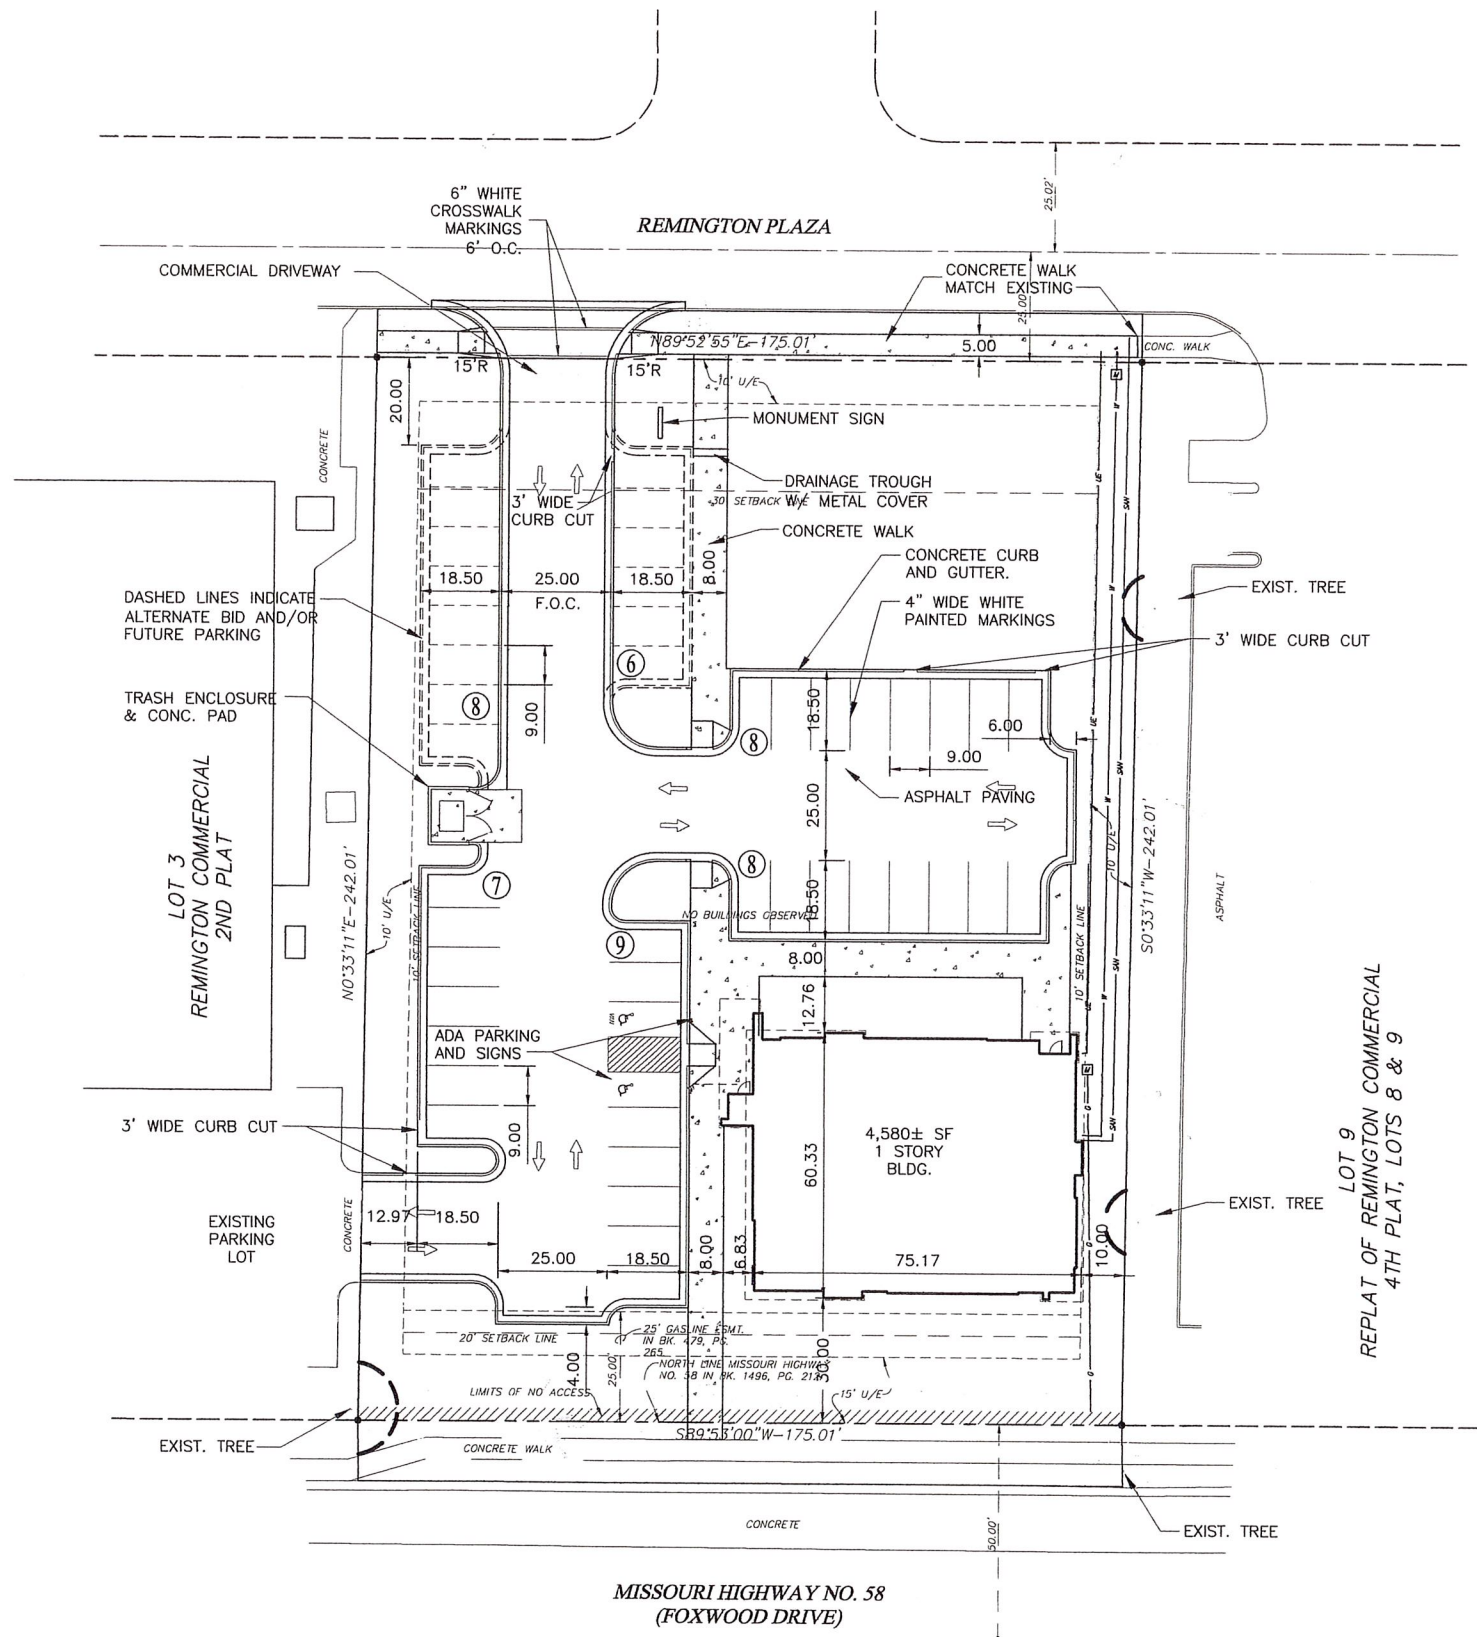 25.02'
6" WHITE
CROSSWALK
MARKINGS
6' O.C.
REMINGTON PLAZA
COMMERCIAL DRIVEWAY
CONCRETE WALK
MATCH EXISTING
25.00'
N89°52'55"E-175.01'
5.00
CONC. WALK
15'R
15'R
10' U/E
20.00
MONUMENT SIGN
CONCRETE
DRAINAGE TROUGH
W/ METAL COVER
30' SETBACK
3' WIDE
CURB CUT
UE
W
SAN
CONCRETE WALK
CONCRETE CURB
AND GUTTER.
18.50
25.00
F.O.C.
18.50
8.00
EXIST. TREE
DASHED LINES INDICATE
ALTERNATE BID AND/OR
FUTURE PARKING
4" WIDE WHITE
PAINTED MARKINGS
3' WIDE CURB CUT
6
TRASH ENCLOSURE
& CONC. PAD
8
9.00
18.50
6.00
8
9.00
ASPHALT PAVING
25.00
UE
W
SAN
LOT 3
REMINGTON COMMERCIAL
2ND PLAT
N0°33'11"E-242.01'
10' U/E
10' SETBACK LINE
7
8
18.50
NO BUILDINGS OBSERVED
10' U/E
S0°33'11"W-242.01'
ASPHALT
9
8.00
10' SETBACK LINE
SAN
12.76
UE
W
ADA PARKING
AND SIGNS
LOT 9
REPLAT OF REMINGTON COMMERCIAL
4TH PLAT, LOTS 8 & 9
3' WIDE CURB CUT
9.00
4,580± SF
1 STORY
BLDG.
60.33
G
SAN
EXISTING
PARKING
LOT
CONCRETE
12.97
18.50
EXIST. TREE
25.00
18.50
8.00
6.83
75.17
10.00
G
20' SETBACK LINE
25' GASLINE ESMT.
IN BK. 479, PG.
265
4.00
25.00'
30.00
NORTH LINE MISSOURI HIGHWAY
NO. 58 IN BK. 1496, PG.
LIMITS OF NO ACCESS
15' U/E
G
EXIST. TREE
S89°53'00"W-175.01'
CONCRETE WALK
CONCRETE
50.00'
EXIST. TREE
MISSOURI HIGHWAY NO. 58
(FOXWOOD DRIVE)